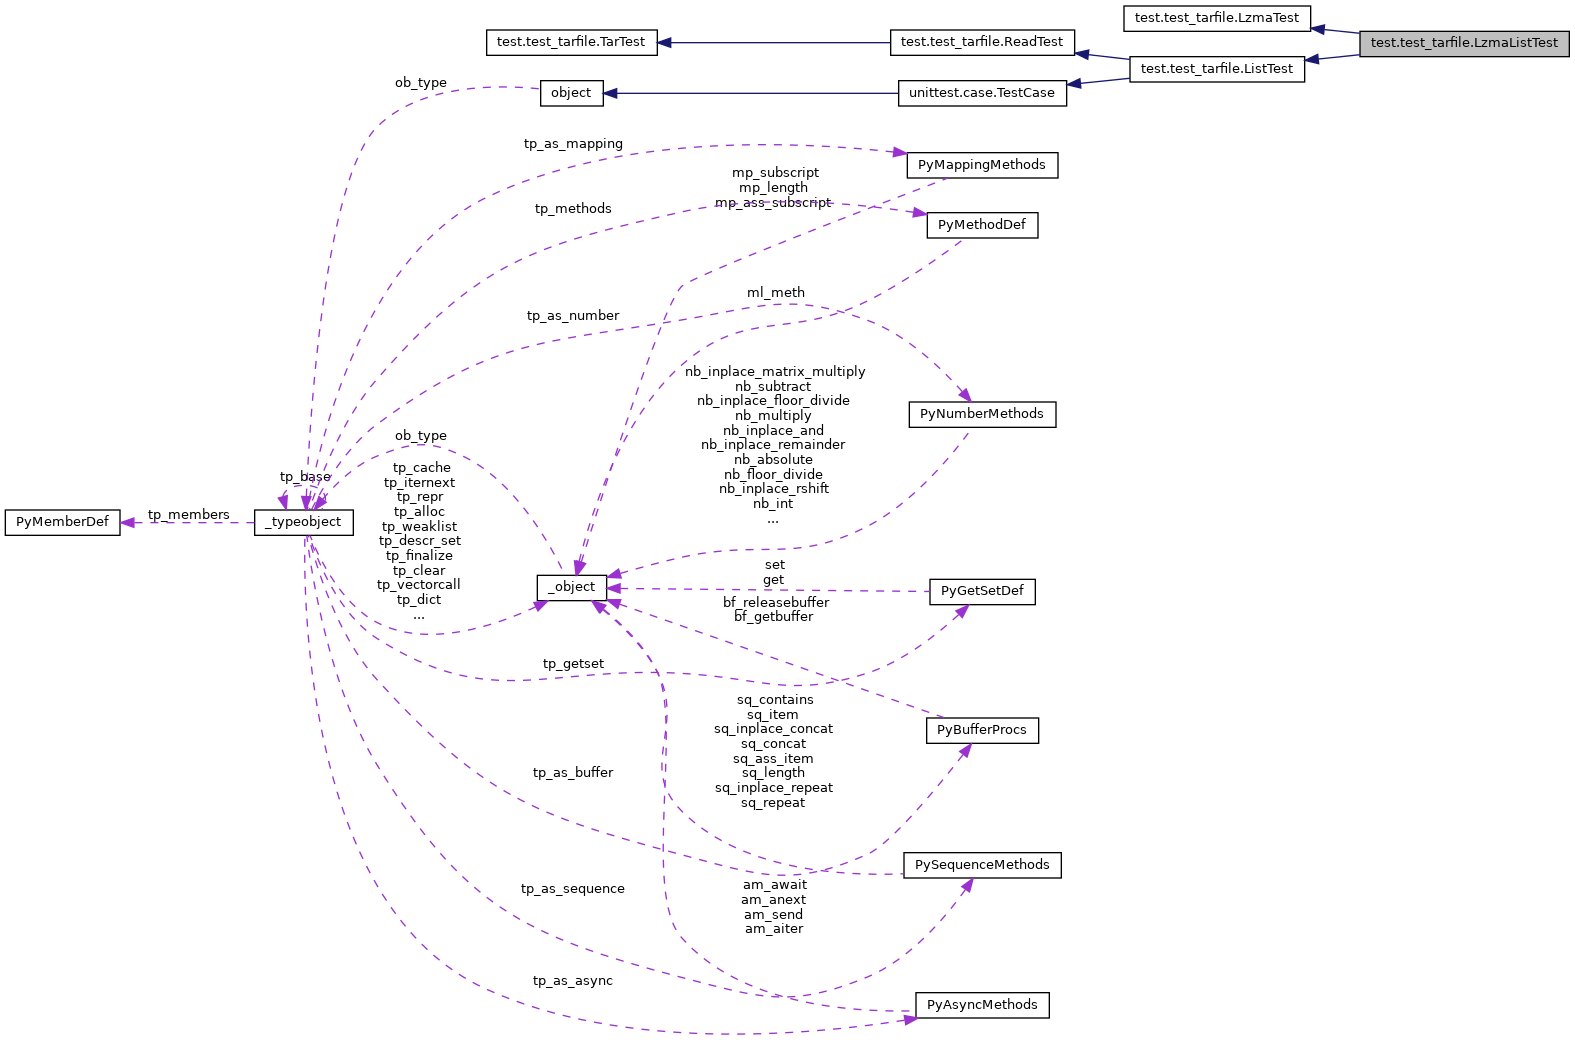 test.test_tarfile.LzmaTest
test.test_tarfile.TarTest
test.test_tarfile.ReadTest
test.test_tarfile.LzmaListTest
test.test_tarfile.ListTest
ob_type
object
unittest.case.TestCase
tp_as_mapping
PyMappingMethods
mp_subscript
mp_length
mp_ass_subscript
tp_methods
PyMethodDef
ml_meth
tp_as_number
nb_inplace_matrix_multiply
nb_subtract
nb_inplace_floor_divide
nb_multiply
nb_inplace_and
nb_inplace_remainder
nb_absolute
nb_floor_divide
nb_inplace_rshift
nb_int
...
PyNumberMethods
ob_type
tp_cache
tp_iternext
tp_repr
tp_alloc
tp_weaklist
tp_descr_set
tp_finalize
tp_clear
tp_vectorcall
tp_dict
...
tp_base
PyMemberDef
tp_members
_typeobject
_object
set
get
PyGetSetDef
bf_releasebuffer
bf_getbuffer
tp_getset
sq_contains
sq_item
sq_inplace_concat
sq_concat
sq_ass_item
sq_length
sq_inplace_repeat
sq_repeat
PyBufferProcs
tp_as_buffer
PySequenceMethods
tp_as_sequence
am_await
am_anext
am_send
am_aiter
tp_as_async
PyAsyncMethods